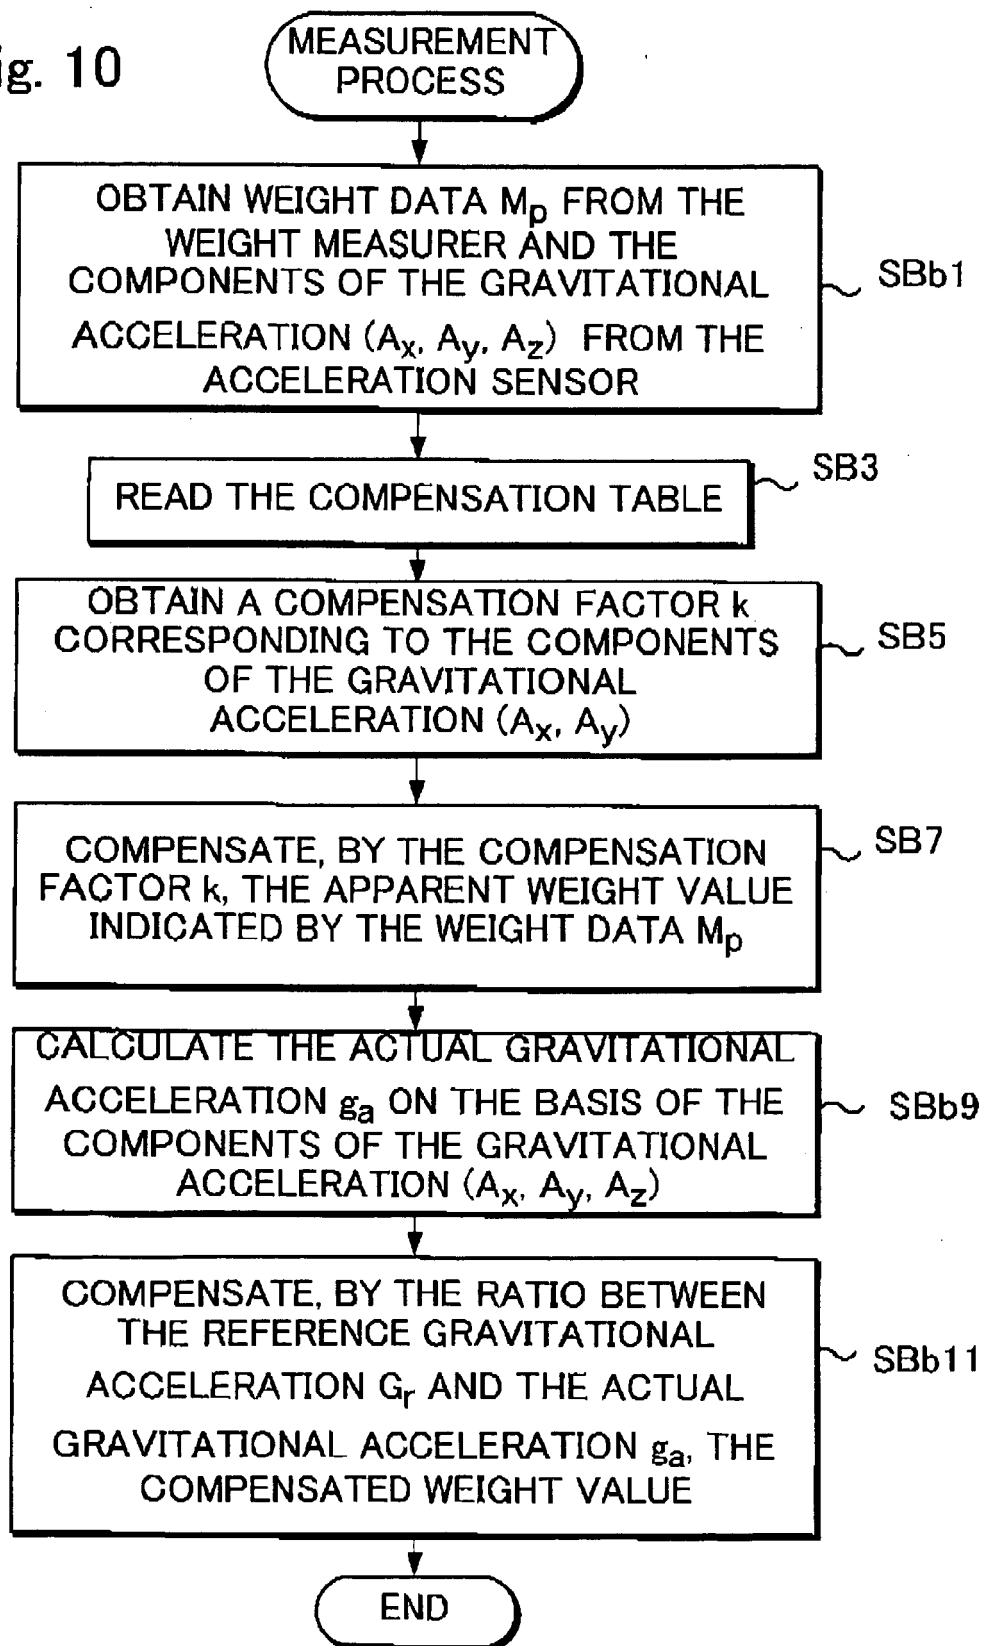 ig. 10
MEASUREMENT
PROCESS
OBTAIN WEIGHT DATA Mp FROM THE
WEIGHT MEASURER AND THE
COMPONENTS OF THE GRAVITATIONAL
ACCELERATION (Ax, Ay, Az) FROM THE
ACCELERATION SENSOR
SBb1
READ THE COMPENSATION TABLE
SB3
OBTAIN A COMPENSATION FACTOR k
CORRESPONDING TO THE COMPONENTS
OF THE GRAVITATIONAL
ACCELERATION (Ax, Ay)
SB5
COMPENSATE, BY THE COMPENSATION
FACTOR k, THE APPARENT WEIGHT VALUE
INDICATED BY THE WEIGHT DATA Mp
SB7
CALCULATE THE ACTUAL GRAVITATIONAL
ACCELERATION ga ON THE BASIS OF THE
COMPONENTS OF THE GRAVITATIONAL
ACCELERATION (Ax, Ay, Az)
SBb9
COMPENSATE, BY THE RATIO BETWEEN
THE REFERENCE GRAVITATIONAL
ACCELERATION Gr AND THE ACTUAL
GRAVITATIONAL ACCELERATION ga, THE
COMPENSATED WEIGHT VALUE
SBb11
END